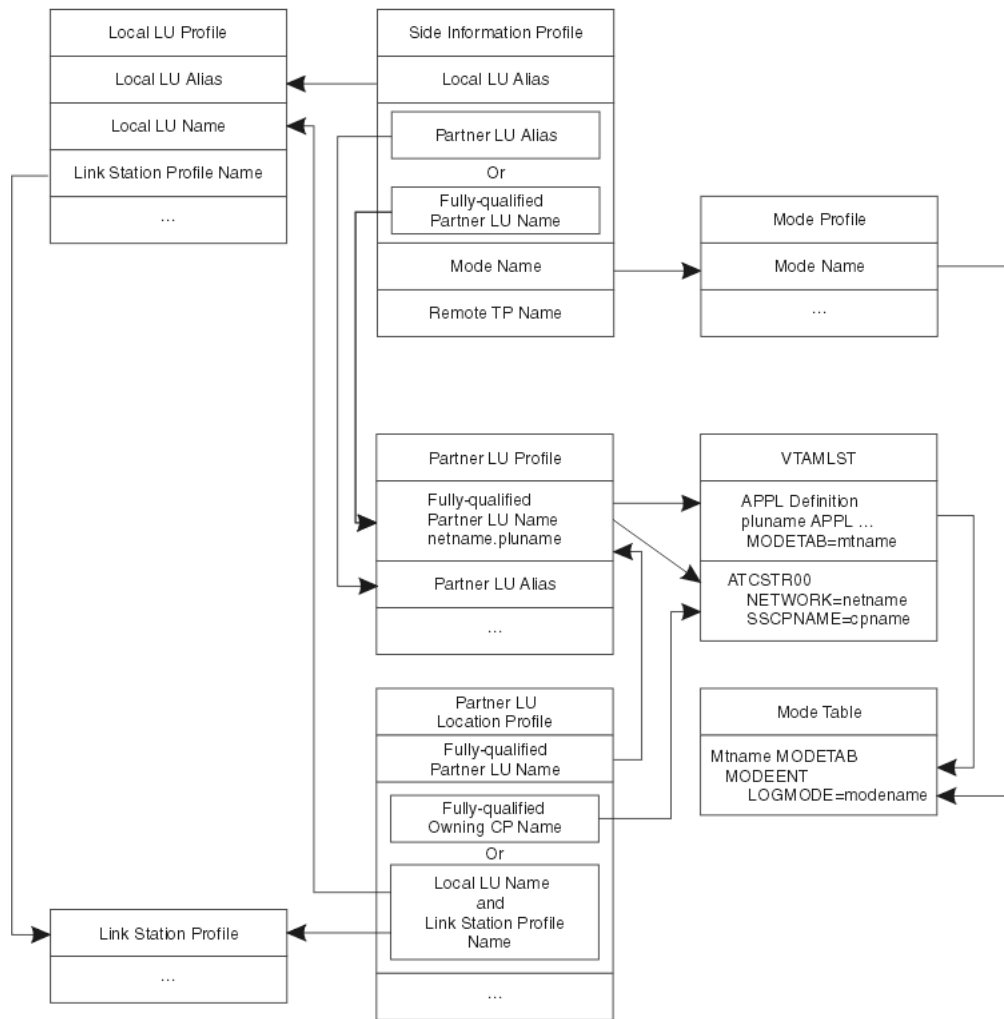 Local LU Profile
Local LU Alias
Local LU Name
Link Station Profile Name
...
Side Information Profile
Local LU Alias
Partner LU Alias
Or
Fully-qualified
Partner LU Name
Mode Name
Remote TP Name
Mode Profile
Mode Name
...
Partner LU Profile
Fully-qualified
Partner LU Name
netname.pluname
Partner LU Alias
...
VTAMLST
APPL Definition
pluname APPL ...
MODETAB=mtname
ATCSTR00
NETWORK=netname
SSCPNAME=cpname
Partner LU
Location Profile
Fully-qualified
Partner LU Name
Fully-qualified
Owning CP Name
Or
Local LU Name
and
Link Station Profile
Name
...
Mode Table
Mtname MODETAB
MODEENT
LOGMODE=modename
Link Station Profile
...